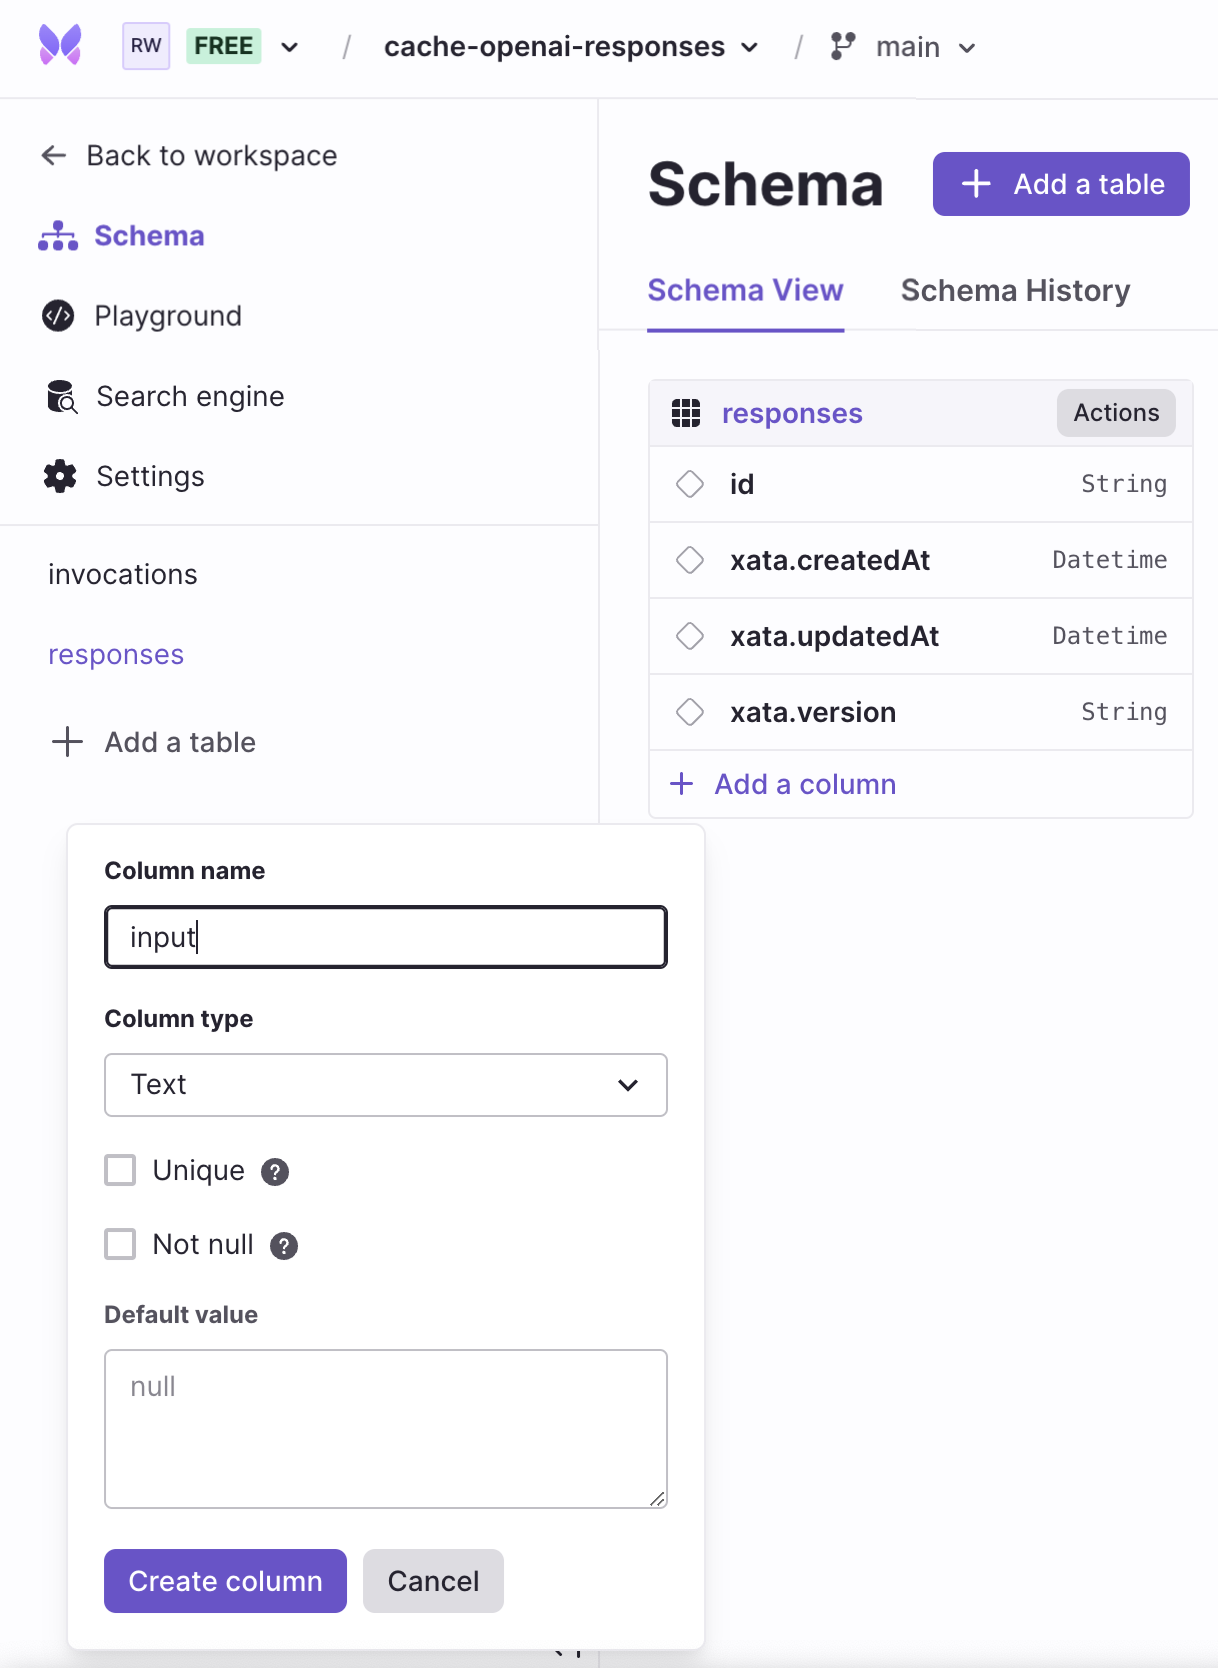 RW FREE / cache-openai-responses / main
Back to workspace
Schema
Playground
Search engine
Settings
invocations
responses
Add a table
Schema
Add a table
Schema View Schema History
responses Actions
id String
xata.createdAt Datetime
xata.updatedAt Datetime
xata.version String
Add a column
Column name
input
Column type
Text
Unique ?
Not null ?
Default value
null
Create column Cancel